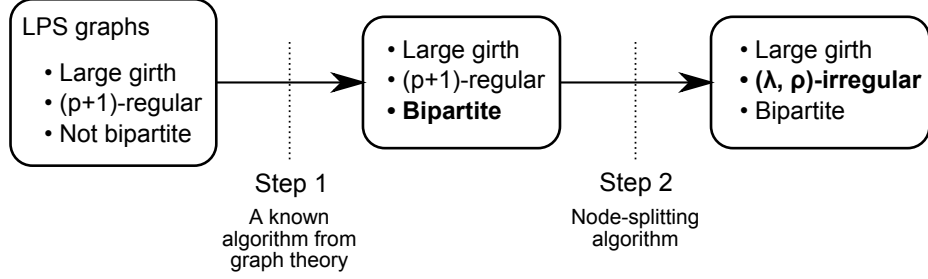 LPS graphs
• Large girth
• (p+1)-regular
• Not bipartite
• Large girth
• (p+1)-regular
• Bipartite
• Large girth
• (λ, ρ)-irregular
• Bipartite
Step 1
A known
algorithm from
graph theory
Step 2
Node-splitting
algorithm